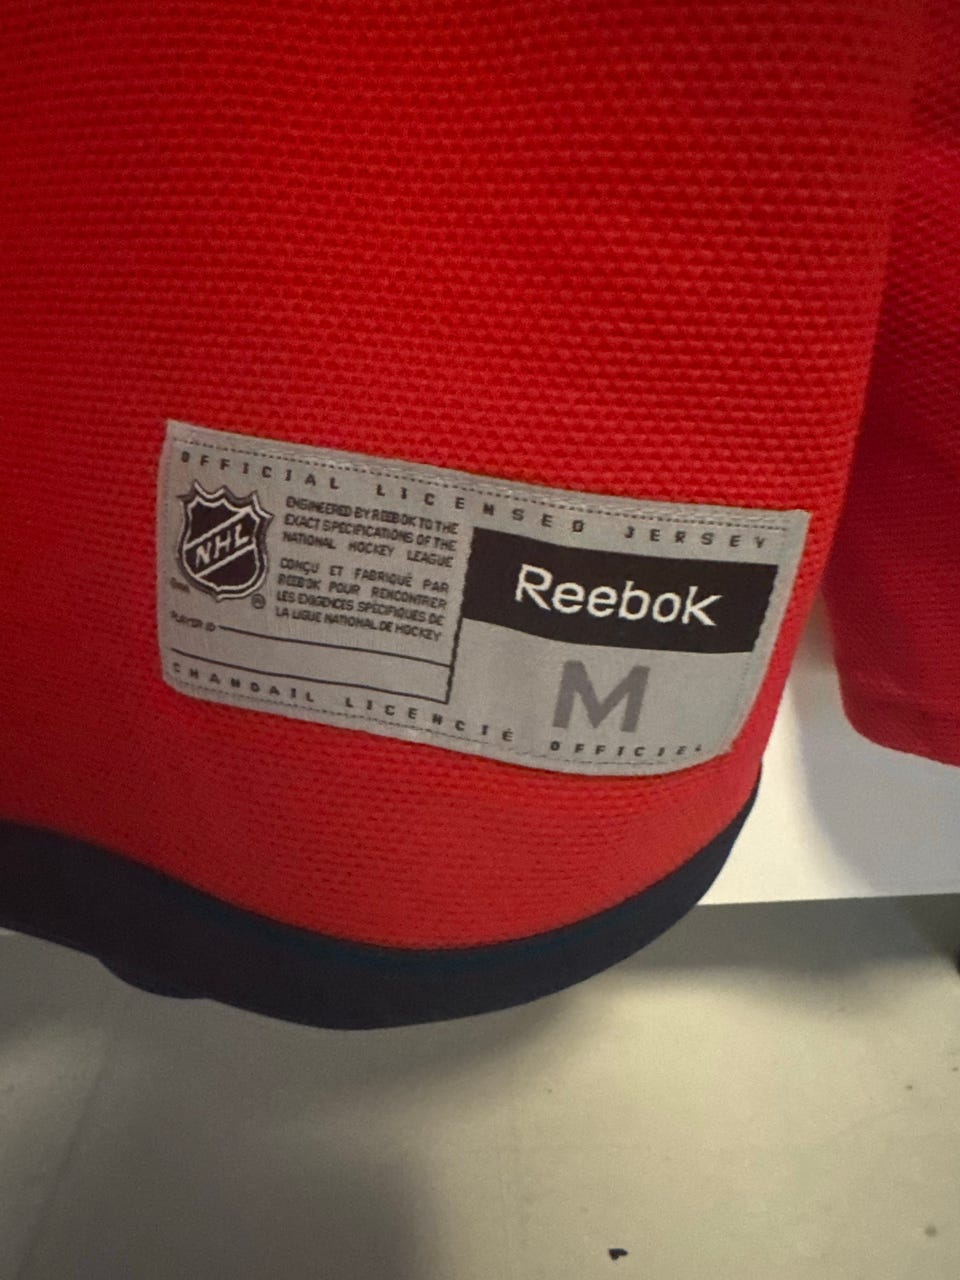 OFFICIAL LICENSED JERSEY
NHL
ENGINEERED BY REEBOK TO THE
EXACT SPECIFICATIONS OF THE
NATIONAL HOCKEY LEAGUE
CONÇU ET FABRIQUÉ PAR
REEBOK POUR RENCONTRER
LES EXIGENCES SPÉCIFIQUES DE
LA LIGUE NATIONAL DE HOCKEY
PLAYER ID
Reebok
M
CHANDAIL LICENCIÉ OFFICIEL